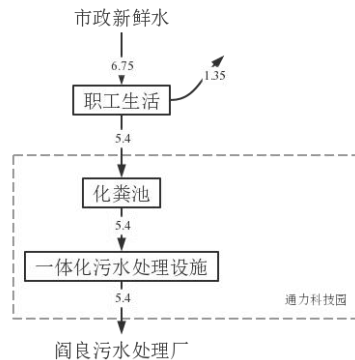 市政新鲜水
6.75
1.35
职工生活
5.4
化粪池
5.4
一体化污水处理设施
5.4
通力科技园
阎良污水处理厂